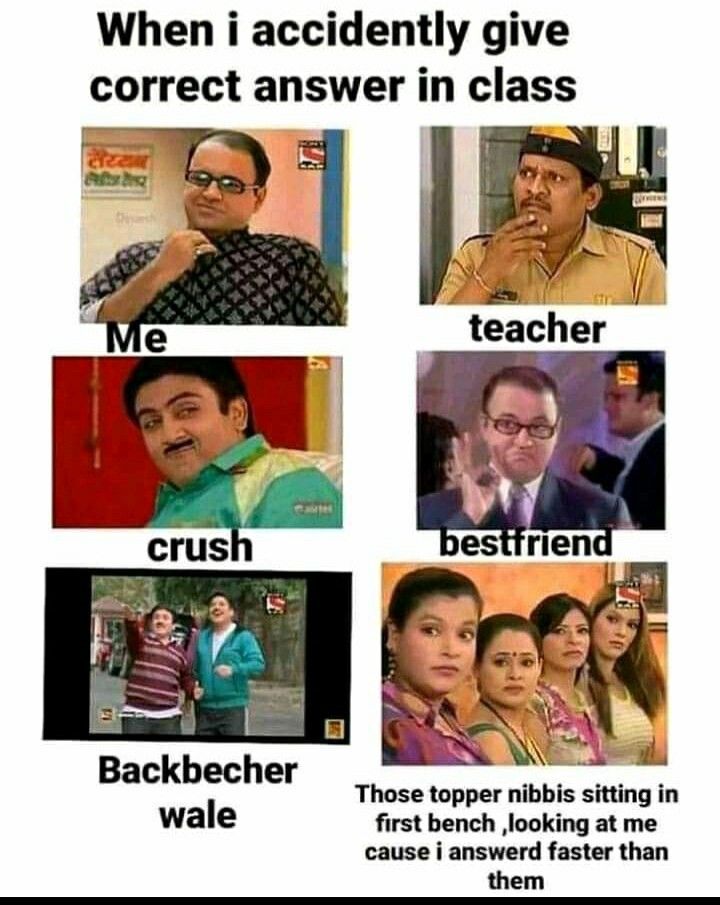 When i accidently give
correct answer in class
Me
teacher
crush
bestfriend
Backbecher
wale
Those topper nibbis sitting in
first bench ,looking at me
cause i answerd faster than
them